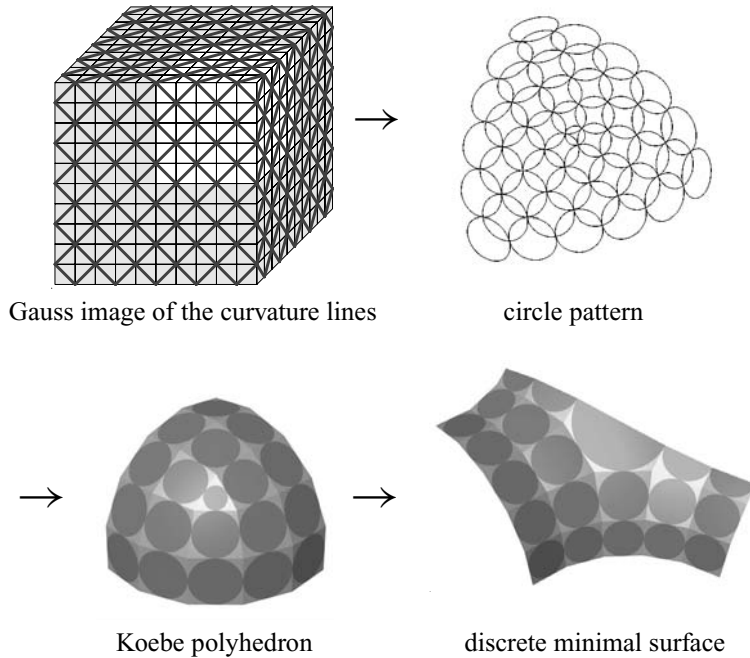 Gauss image of the curvature lines
circle pattern
Koebe polyhedron
discrete minimal surface